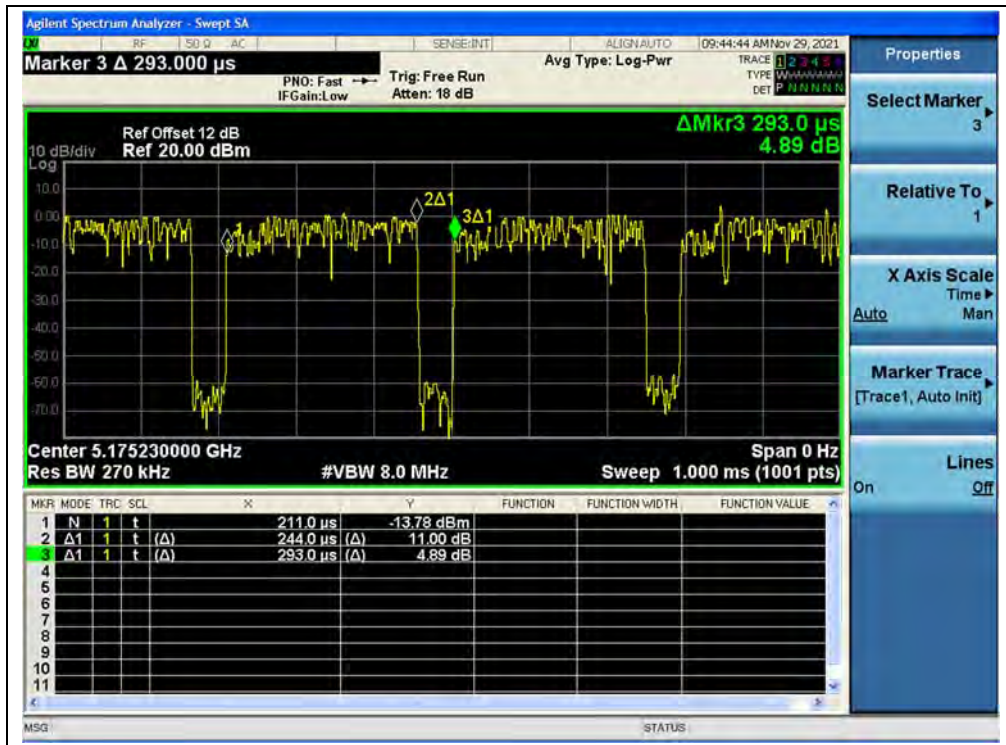 Agilent Spectrum Analyzer - Swept SA
LXI RF 50 Ω AC SENSE:INT ALIGNAUTO 09:44:44 AMNov 29, 2021
Marker 3 Δ 293.000 µs
PNO: Fast
IFGain:Low
Trig: Free Run
Atten: 18 dB
Avg Type: Log-Pwr
TRACE 1 2 3 4 5 6
TYPE
DET P N N N N N
Ref Offset 12 dB
Ref 20.00 dBm
10 dB/div
Log
ΔMkr3 293.0 µs
4.89 dB
10.0
0.00
-10.0
-20.0
-30.0
-40.0
-50.0
-60.0
-70.0
2Δ1
3Δ1
Center 5.175230000 GHz Span 0 Hz
Res BW 270 kHz #VBW 8.0 MHz Sweep 1.000 ms (1001 pts)
MKR MODE TRC SCL X Y FUNCTION FUNCTION WIDTH FUNCTION VALUE
1 N 1 t 211.0 µs -13.78 dBm
2 Δ1 1 t (Δ) 244.0 µs (Δ) 11.00 dB
3 Δ1 1 t (Δ) 293.0 µs (Δ) 4.89 dB
4
5
6
7
8
9
10
11
MSG STATUS
Properties
Select Marker
3
Relative To
1
X Axis Scale
Time
Auto Man
Marker Trace
[Trace1, Auto Init]
Lines
On Off